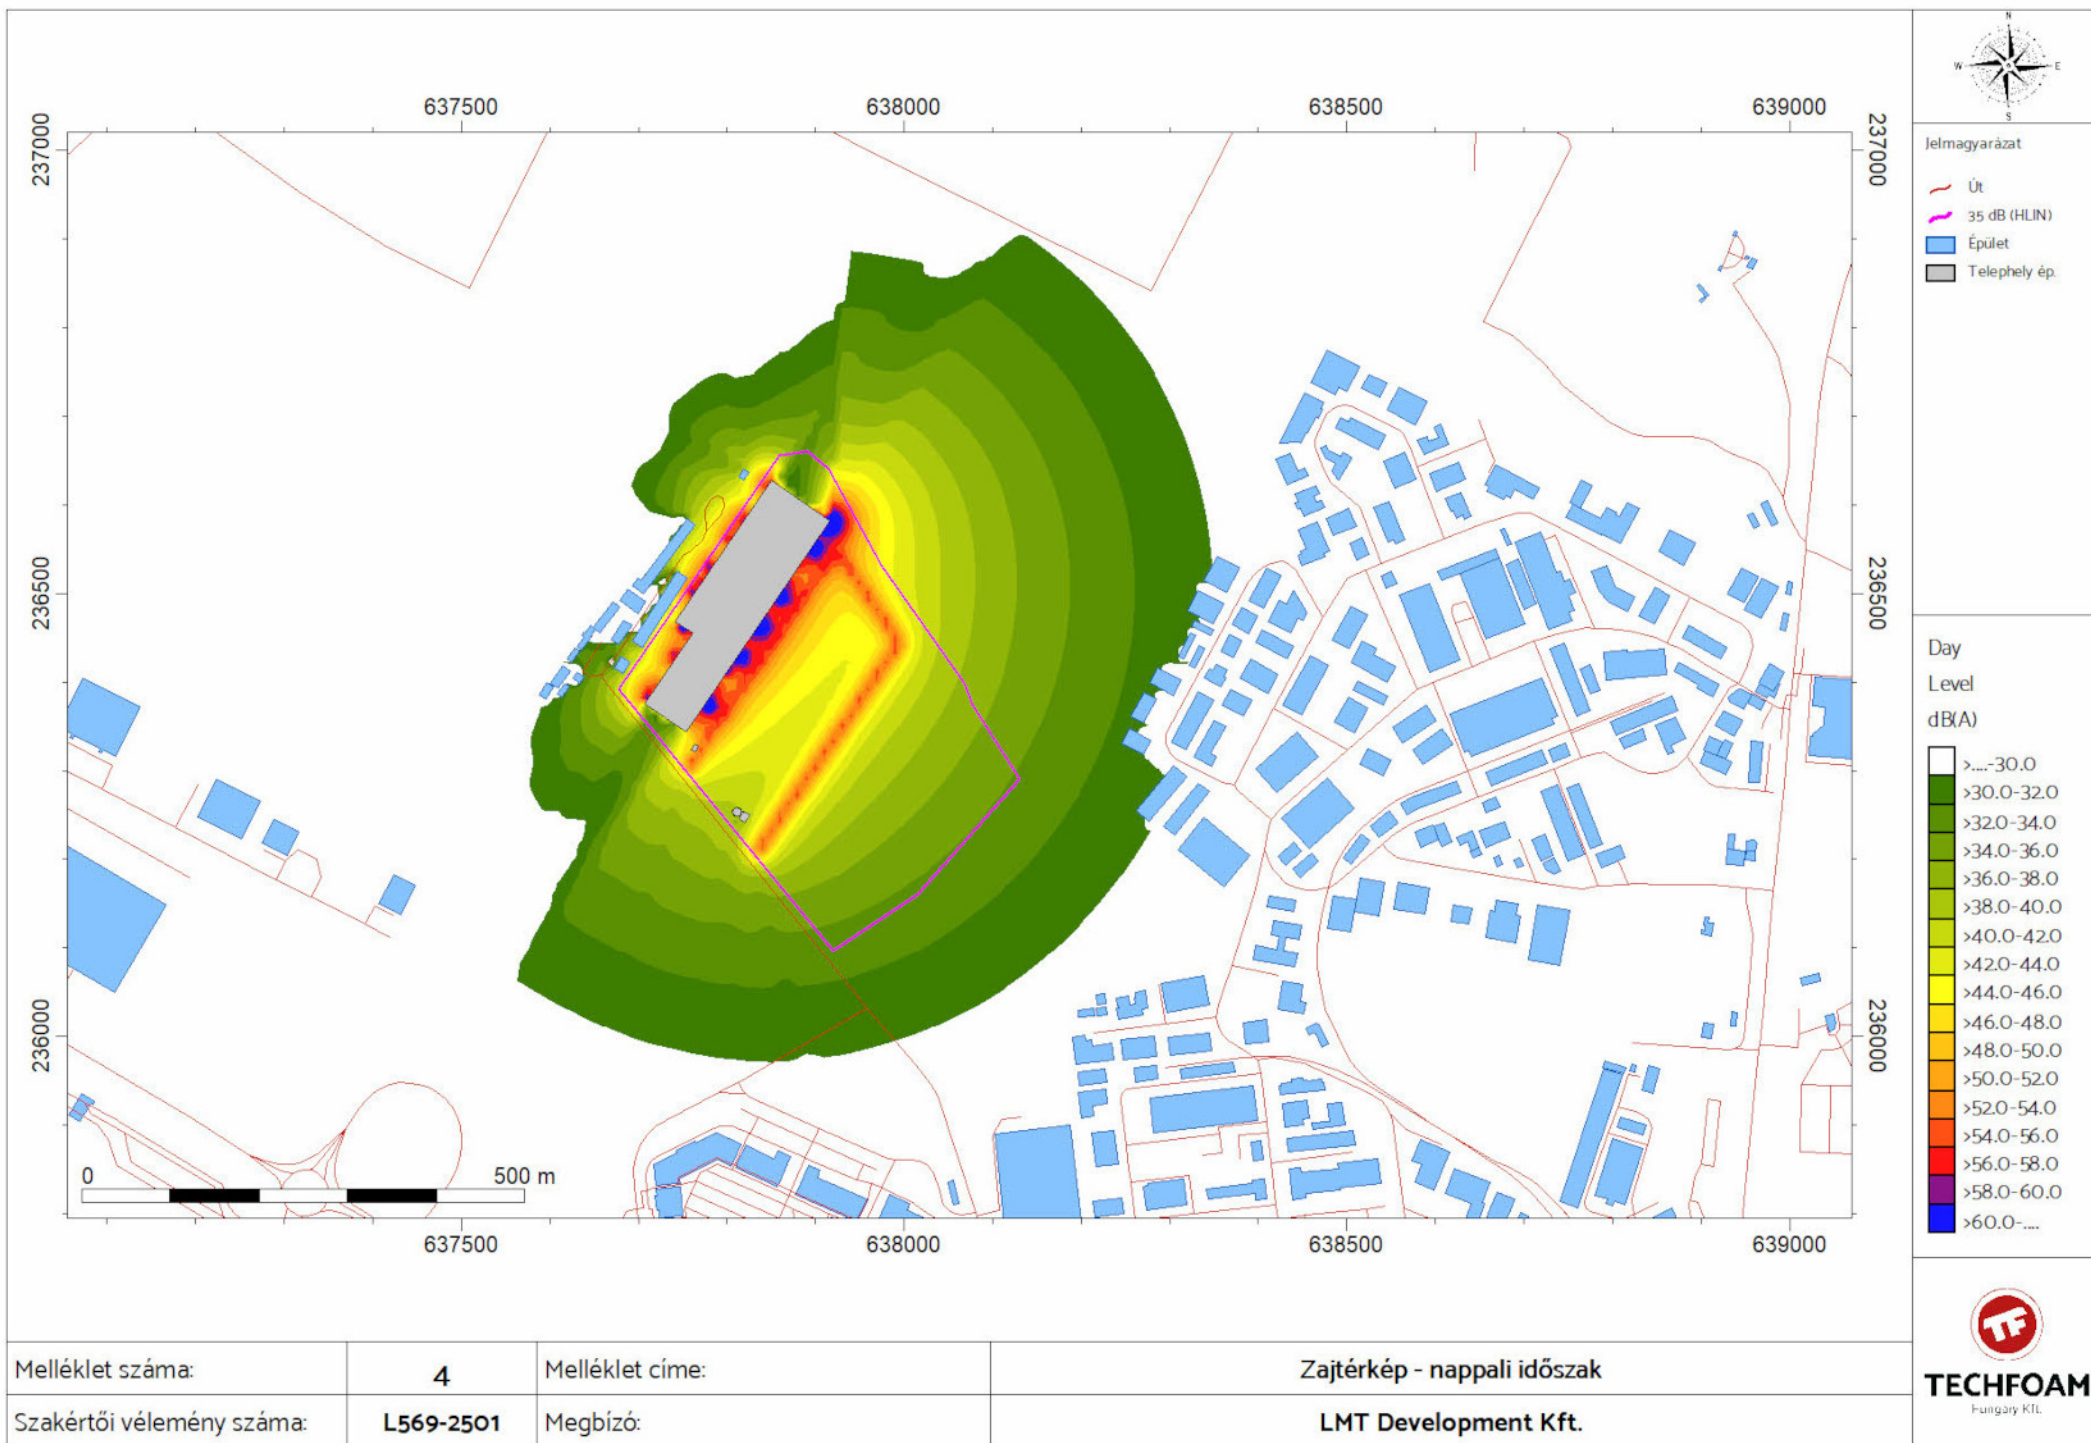 N
W
E
S
637500
638000
638500
639000
237000
236500
236000
237000
236500
236000
637500
638000
638500
639000
0
500 m
Jelmagyarázat
Út
35 dB (HLIN)
Épület
Telephely ép.
Day
Level
dB(A)
>....-30.0
>30.0-32.0
>32.0-34.0
>34.0-36.0
>36.0-38.0
>38.0-40.0
>40.0-42.0
>42.0-44.0
>44.0-46.0
>46.0-48.0
>48.0-50.0
>50.0-52.0
>52.0-54.0
>54.0-56.0
>56.0-58.0
>58.0-60.0
>60.0-....
TF
TECHFOAM
Hungary Kft.
Melléklet száma:
4
Melléklet címe:
Zajtérkép - nappali időszak
Szakértői vélemény száma:
L569-2501
Megbízó:
LMT Development Kft.